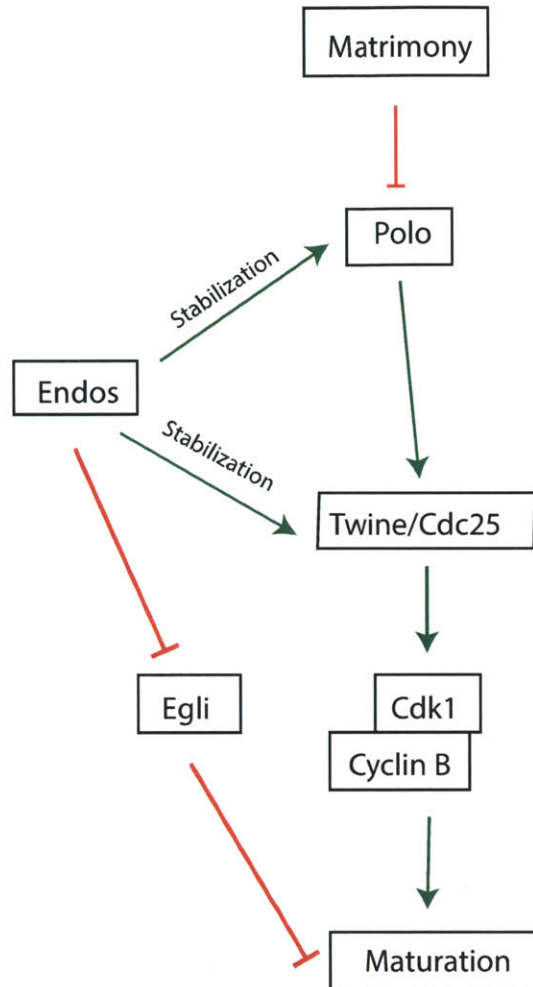 Matrimony
Polo
Stabilization
Endos
Stabilization
Twine/Cdc25
Egli
Cdk1
Cyclin B
Maturation